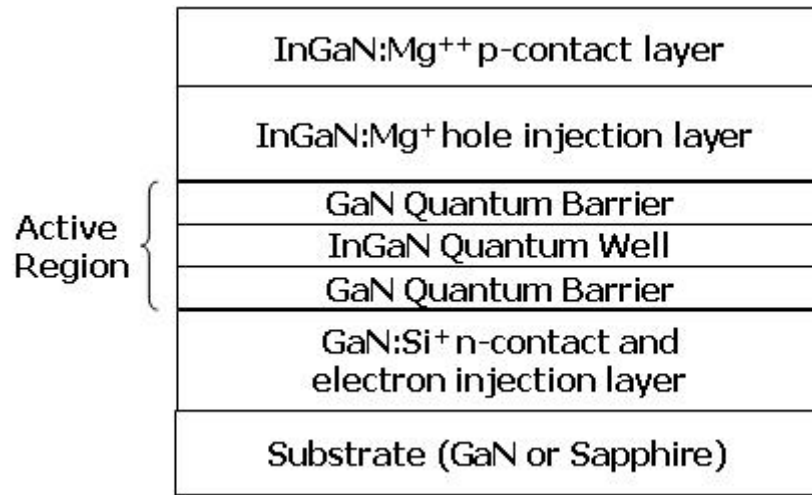 InGaN:Mg⁺⁺ p-contact layer
InGaN:Mg⁺ hole injection layer
Active
Region
GaN Quantum Barrier
InGaN Quantum Well
GaN Quantum Barrier
GaN:Si⁺ n-contact and
electron injection layer
Substrate (GaN or Sapphire)